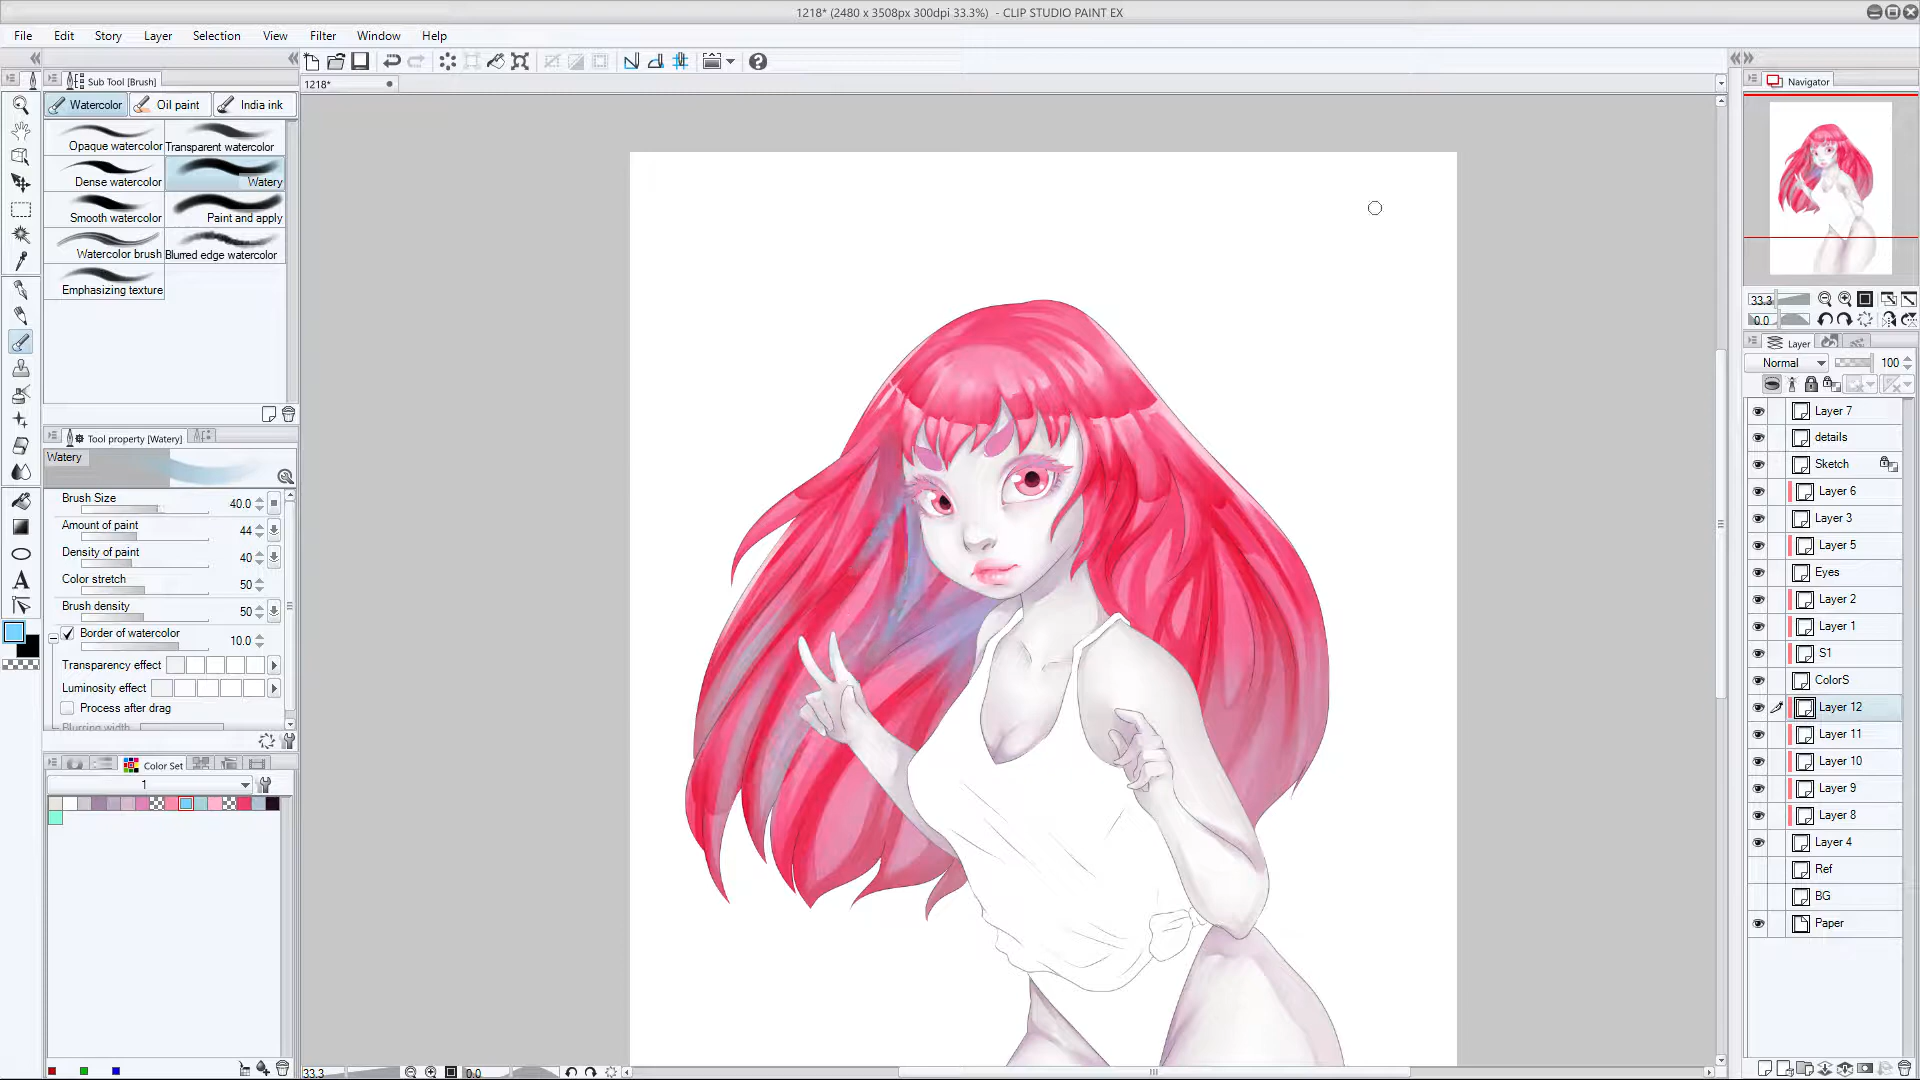 1218* (2480 x 3508px 300dpi 33.3%) - CLIP STUDIO PAINT EX
File Edit Story Layer Selection View Filter Window Help
Sub Tool [Brush]
1218*
Navigator
Watercolor Oil paint India ink
Opaque watercolor Transparent watercolor
Dense watercolor Watery
Smooth watercolor Paint and apply
Watercolor brush Blurred edge watercolor
Emphasizing texture
33.3
0.0
Layer
Normal 100
Layer 7
details
Sketch
Layer 6
Layer 3
Layer 5
Eyes
Layer 2
Layer 1
S1
ColorS
Layer 12
Layer 11
Layer 10
Layer 9
Layer 8
Layer 4
Ref
BG
Paper
Tool property [Watery]
Watery
Brush Size 40.0
Amount of paint 44
Density of paint 40
Color stretch 50
Brush density 50
Border of watercolor 10.0
Transparency effect
Luminosity effect
Process after drag
Blurring width
Color Set
1
33.3 0.0